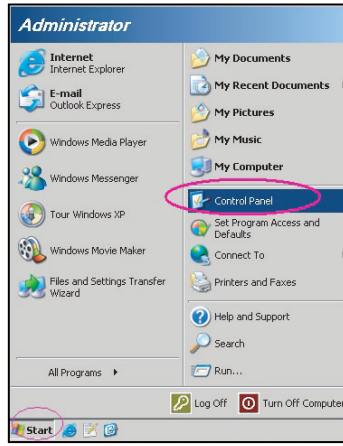 Administrator
Internet
Internet Explorer
E-mail
Outlook Express
Windows Media Player
Windows Messenger
Tour Windows XP
Windows Movie Maker
Files and Settings Transfer
Wizard
All Programs
My Documents
My Recent Documents
My Pictures
My Music
My Computer
Control Panel
Set Program Access and
Defaults
Connect To
Printers and Faxes
Help and Support
Search
Run...
Log Off
Turn Off Computer
Start